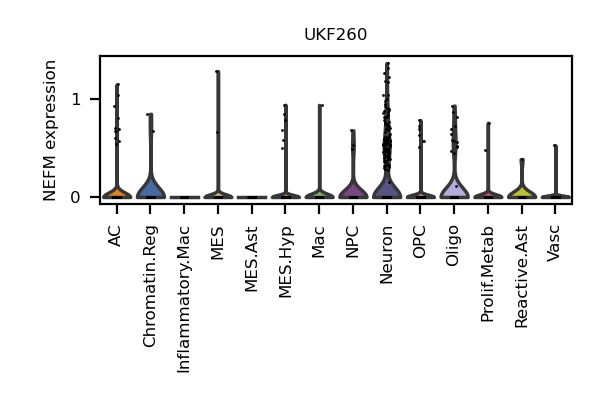 UKF260
NEFM expression
1
0
AC
Chromatin.Reg
Inflammatory.Mac
MES
MES.Ast
MES.Hyp
Mac
NPC
Neuron
OPC
Oligo
Prolif.Metab
Reactive.Ast
Vasc